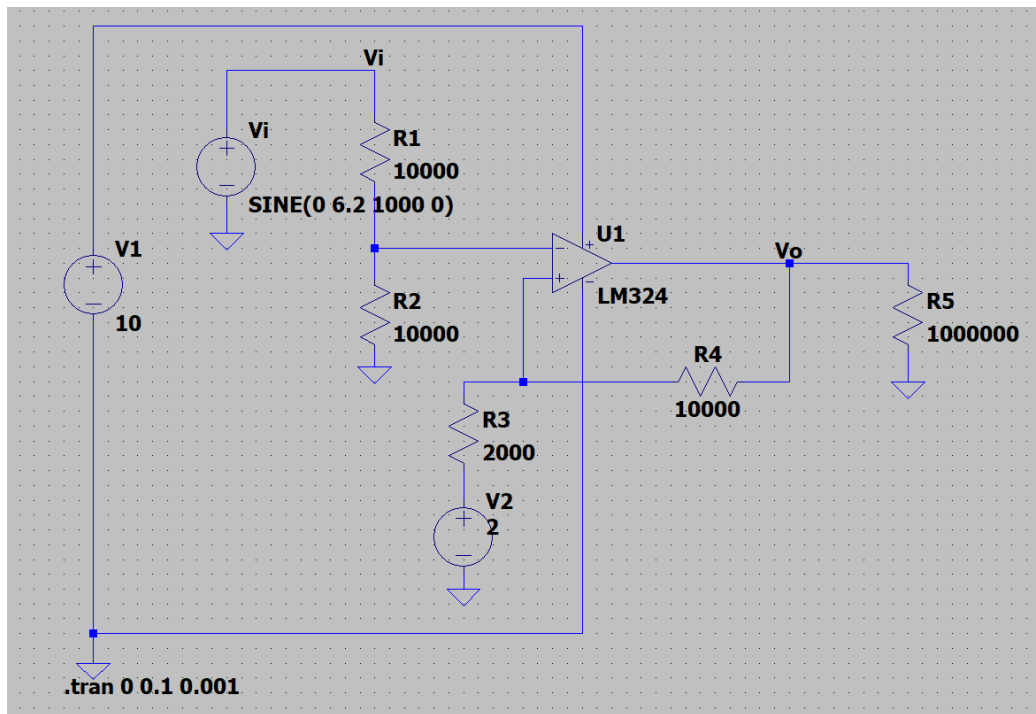 Vi
Vi
R1
10000
SINE(0 6.2 1000 0)
V1
10
U1
LM324
Vo
R2
10000
R5
1000000
R4
10000
R3
2000
V2
2
.tran 0 0.1 0.001